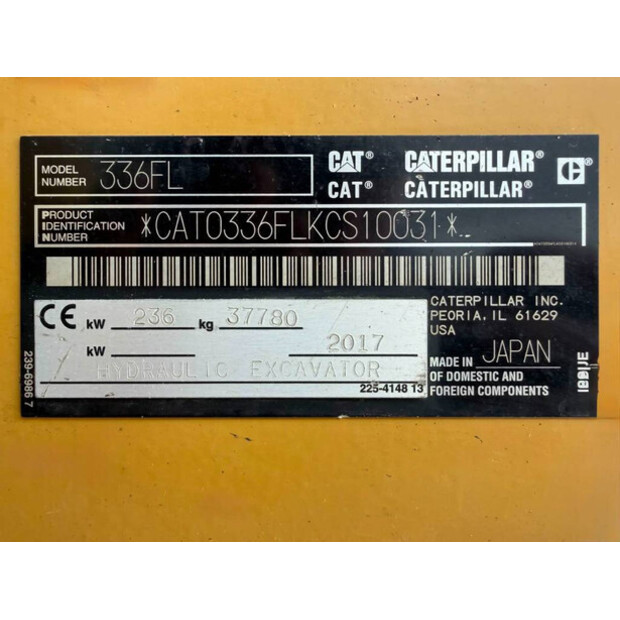 MODEL NUMBER 336FL
CAT® CATERPILLAR® C
CAT® CATERPILLAR®
PRODUCT IDENTIFICATION NUMBER *CAT0336FLKCS10031*
CE kW 236 kg 37780
kW 2017
HYDRAULIC EXCAVATOR
225-4148 13
CATERPILLAR INC.
PEORIA, IL 61629
USA
MADE IN JAPAN
OF DOMESTIC AND
FOREIGN COMPONENTS
239-6986 7